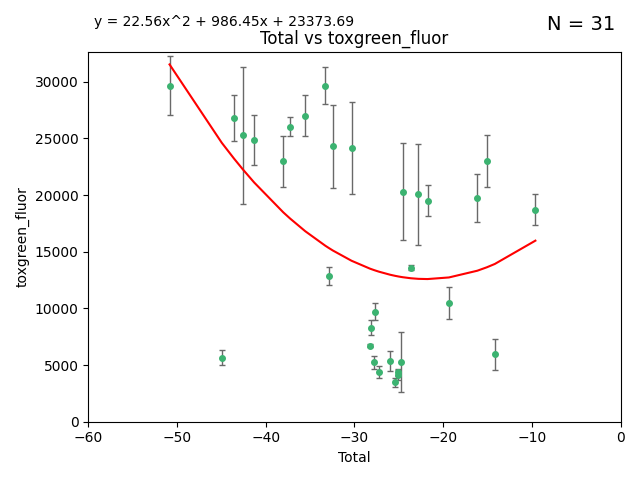 y = 22.56x^2 + 986.45x + 23373.69
N = 31
Total vs toxgreen_fluor
30000
25000
20000
15000
10000
5000
0
toxgreen_fluor
−60
−50
−40
−30
−20
−10
0
Total